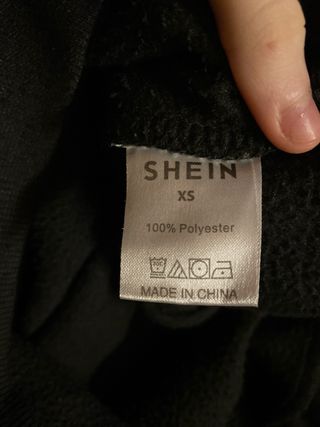 SHEIN
XS
100% Polyester
MADE IN CHINA